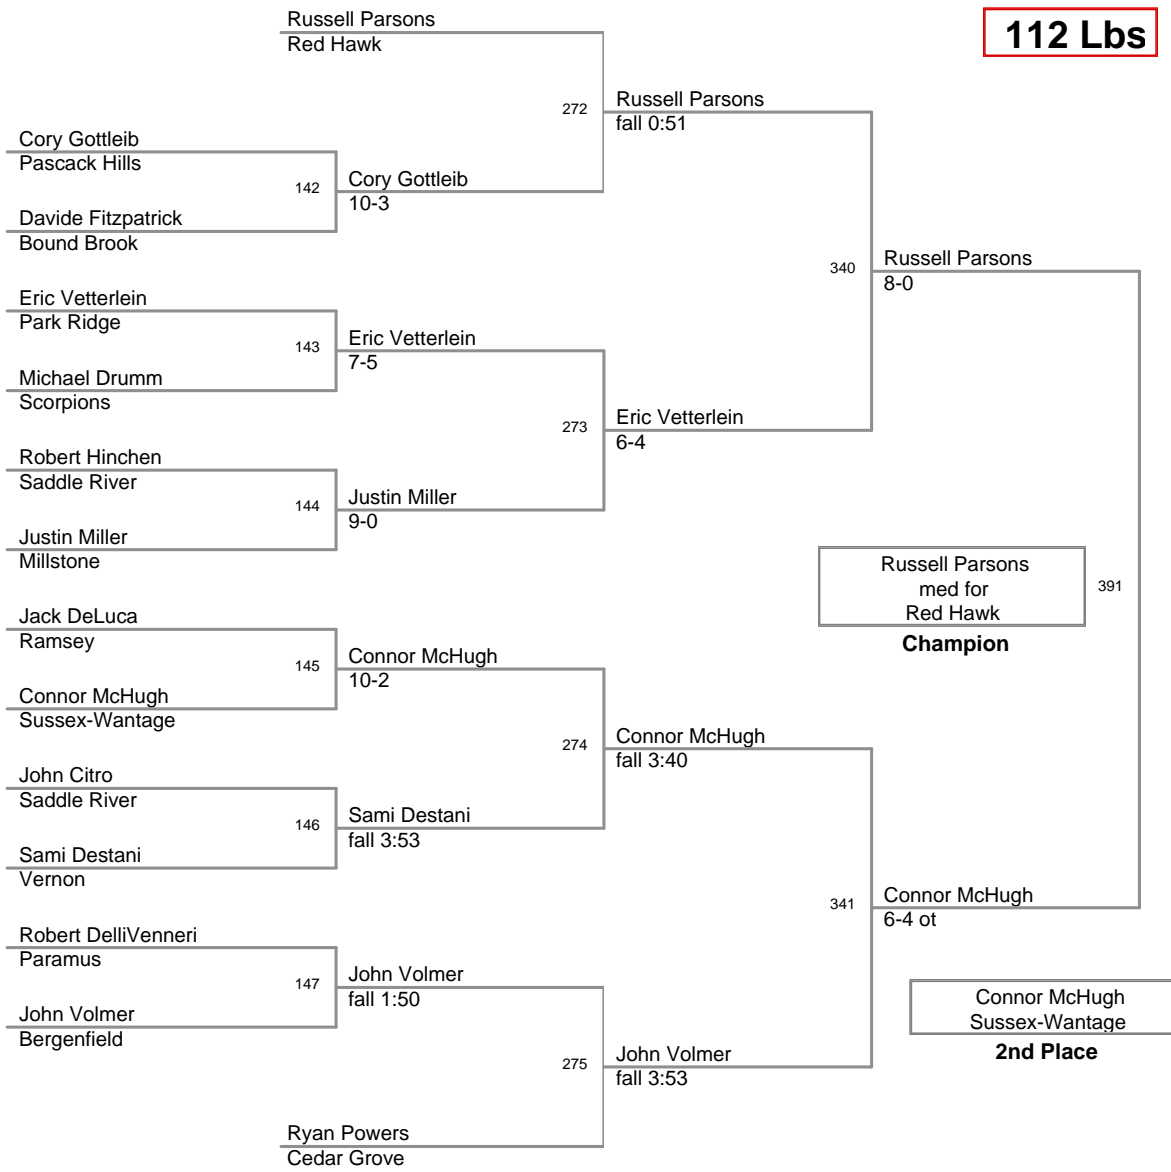 Russell Parsons
Red Hawk
112 Lbs
272
Russell Parsons
fall 0:51
Cory Gottleib
Pascack Hills
142
Cory Gottleib
10-3
Davide Fitzpatrick
Bound Brook
340
Russell Parsons
8-0
Eric Vetterlein
Park Ridge
143
Eric Vetterlein
7-5
Michael Drumm
Scorpions
273
Eric Vetterlein
6-4
Robert Hinchen
Saddle River
144
Justin Miller
9-0
Justin Miller
Millstone
Russell Parsons
med for
Red Hawk
391
Champion
Jack DeLuca
Ramsey
145
Connor McHugh
10-2
Connor McHugh
Sussex-Wantage
274
Connor McHugh
fall 3:40
John Citro
Saddle River
146
Sami Destani
fall 3:53
Sami Destani
Vernon
341
Connor McHugh
6-4 ot
Robert DelliVenneri
Paramus
147
John Volmer
fall 1:50
John Volmer
Bergenfield
Connor McHugh
Sussex-Wantage
2nd Place
275
John Volmer
fall 3:53
Ryan Powers
Cedar Grove